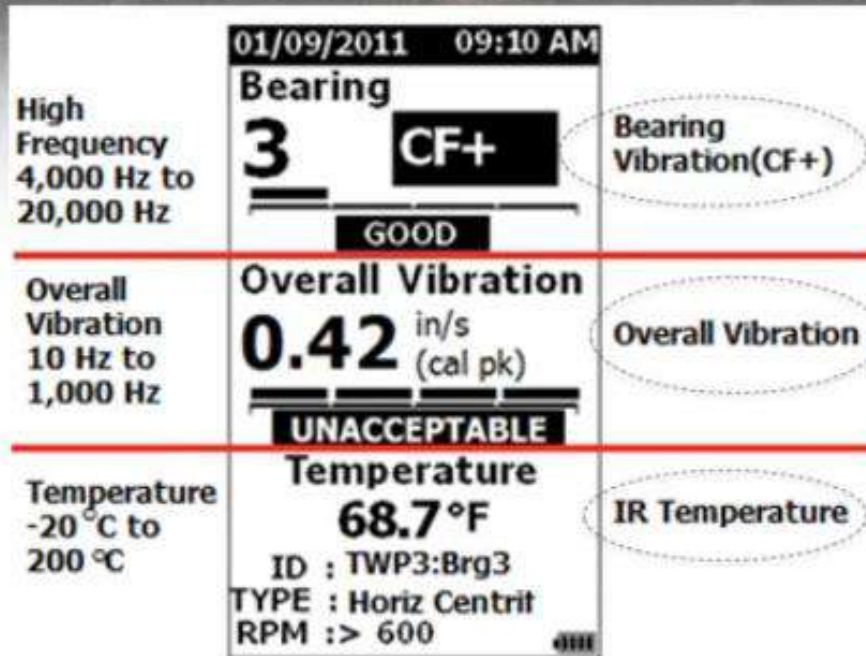 01/09/2011 09:10 AM
High
Frequency
4,000 Hz to
20,000 Hz
Bearing
3 CF+
GOOD
Bearing
Vibration(CF+)
Overall
Vibration
10 Hz to
1,000 Hz
Overall Vibration
0.42 in/s
(cal pk)
UNACCEPTABLE
Overall Vibration
Temperature
-20 °C to
200 °C
Temperature
68.7°F
ID : TWP3:Brg3
TYPE : Horiz Centrif
RPM :> 600
IR Temperature